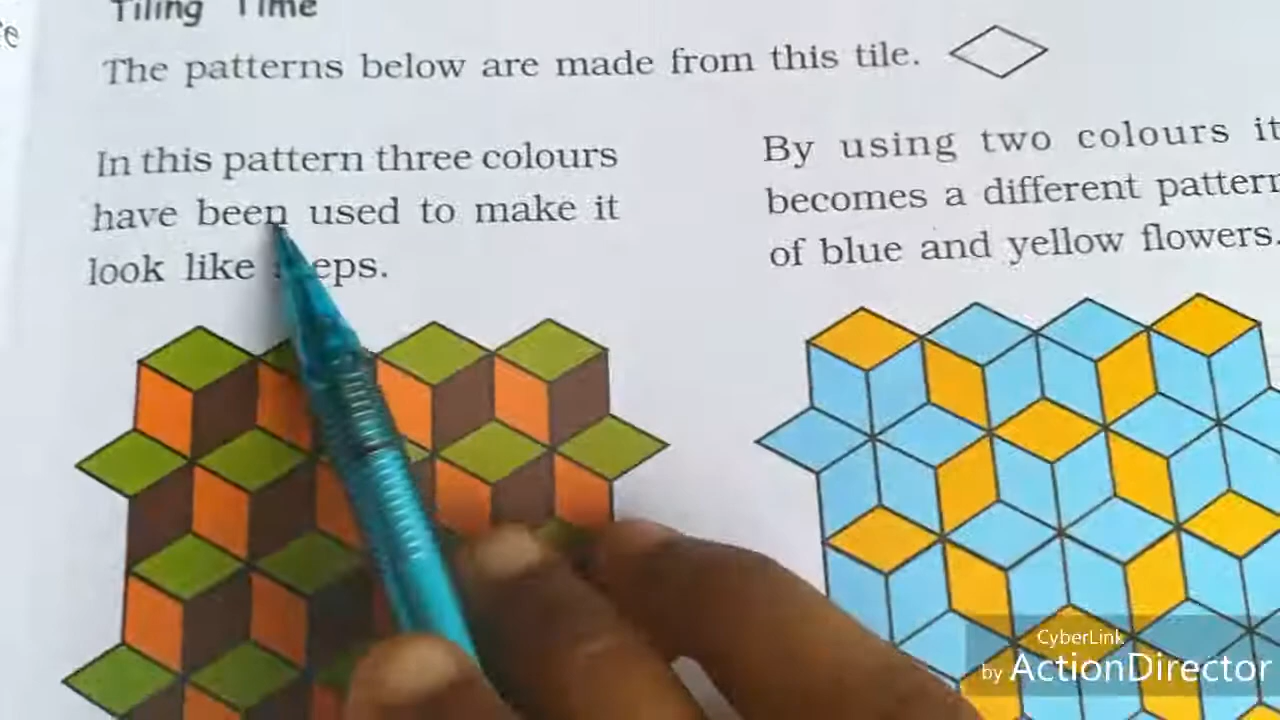 Tiling Time
The patterns below are made from this tile.
In this pattern three colours
have been used to make it
look like
By using two colours it
becomes a different pattern
of blue and yellow flowers.
CyberLink
by ActionDirector